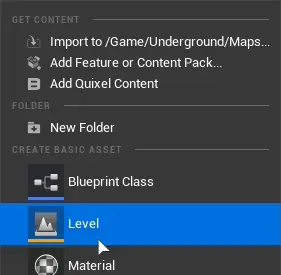 GET CONTENT
Import to /Game/Underground/Maps...
Add Feature or Content Pack...
Add Quixel Content
FOLDER
New Folder
CREATE BASIC ASSET
Blueprint Class
Level
Material